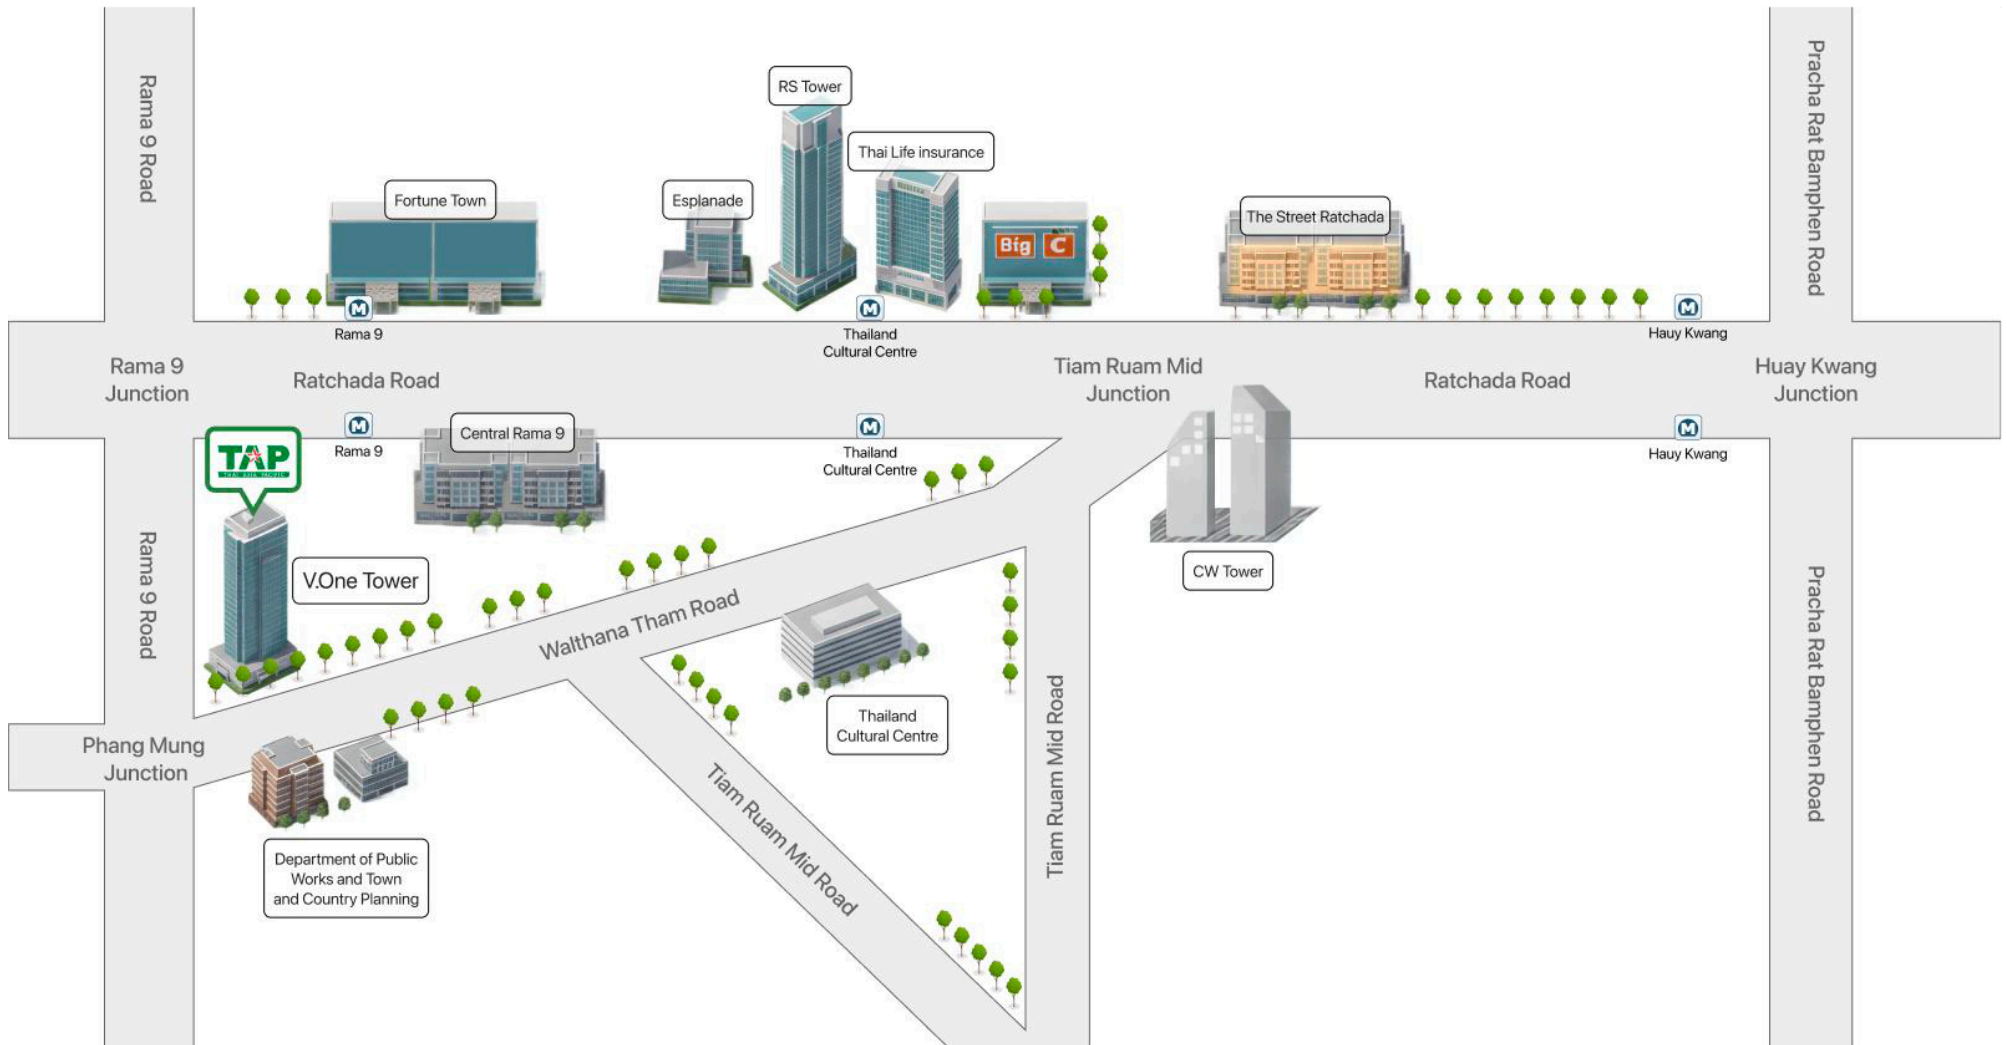 RS Tower
Thai Life insurance
Fortune Town
Esplanade
Big C
The Street Ratchada
Rama 9 Road
Pracha Rat Bamphen Road
Rama 9
Thailand
Cultural Centre
Hauy Kwang
Rama 9
Junction
Ratchada Road
Tiam Ruam Mid
Junction
Ratchada Road
Huay Kwang
Junction
Rama 9
Thailand
Cultural Centre
Hauy Kwang
TAP
THAI ASIA PACIFIC
Central Rama 9
Rama 9 Road
V.One Tower
CW Tower
Walthana Tham Road
Pracha Rat Bamphen Road
Thailand
Cultural Centre
Phang Mung
Junction
Tiam Ruam Mid Road
Tiam Ruam Mid Road
Department of Public
Works and Town
and Country Planning